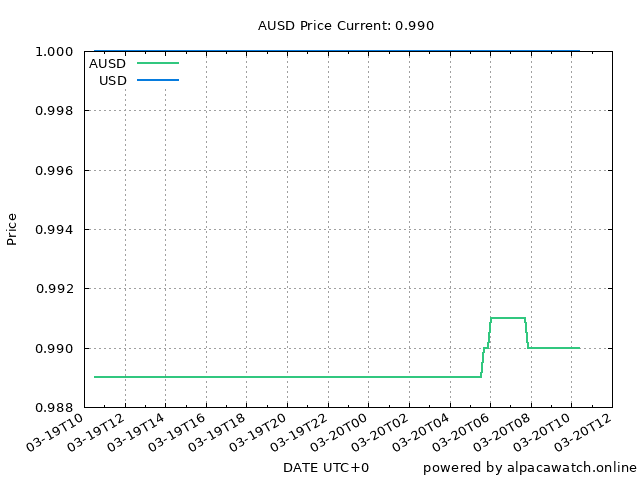 AUSD Price Current: 0.990
1.000
AUSD
USD
0.998
0.996
0.994
Price
0.992
0.990
0.988
03-19T10
03-19T12
03-19T14
03-19T16
03-19T18
03-19T20
03-19T22
03-20T00
03-20T02
03-20T04
03-20T06
03-20T08
03-20T10
03-20T12
DATE UTC+0
powered by alpacawatch.online